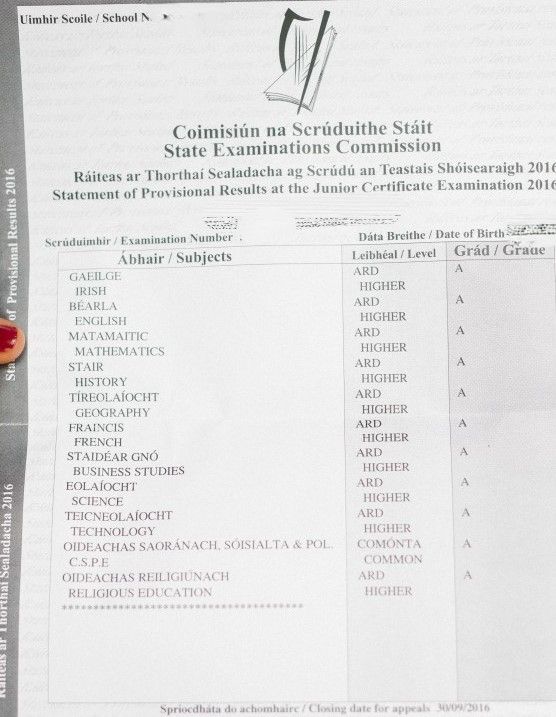 Uimhir Scoile / School N
Coimisiún na Scrúduithe Stáit
State Examinations Commission
Ráiteas ar Thorthaí Sealadacha ag Scrúdú an Teastais Shóisearaigh 2016
Statement of Provisional Results at the Junior Certificate Examination 2016
Scrúduimhir / Examination Number
Dáta Breithe / Date of Birth
Ábhair / Subjects Leibhéal / Level Grád / Grade
GAEILGE ARD A
IRISH HIGHER
BÉARLA ARD A
ENGLISH HIGHER
MATAMAITIC ARD A
MATHEMATICS HIGHER
STAIR ARD A
HISTORY HIGHER
TÍREOLAÍOCHT ARD A
GEOGRAPHY HIGHER
FRAINCIS ARD A
FRENCH HIGHER
STAIDÉAR GNÓ ARD A
BUSINESS STUDIES HIGHER
EOLAÍOCHT ARD A
SCIENCE HIGHER
TEICNEOLAÍOCHT ARD A
TECHNOLOGY HIGHER
OIDEACHAS SAORÁNACH, SÓISIALTA & POL. COMÓNTA A
C.S.P.E COMMON
OIDEACHAS REILIGIÚNACH ARD A
RELIGIOUS EDUCATION HIGHER
Spriocdháta do achomhairc / Closing date for appeals 30/09/2016
of Provisional Results 2016
Ráiteas ar Thorthaí Sealadacha 2016